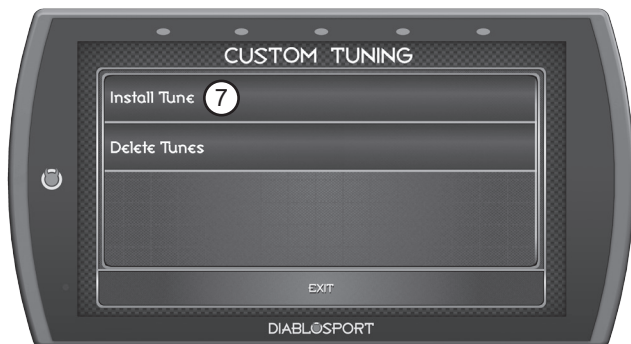 CUSTOM TUNING
Install Tune 7
Delete Tunes
EXIT
DIABLOSPORT